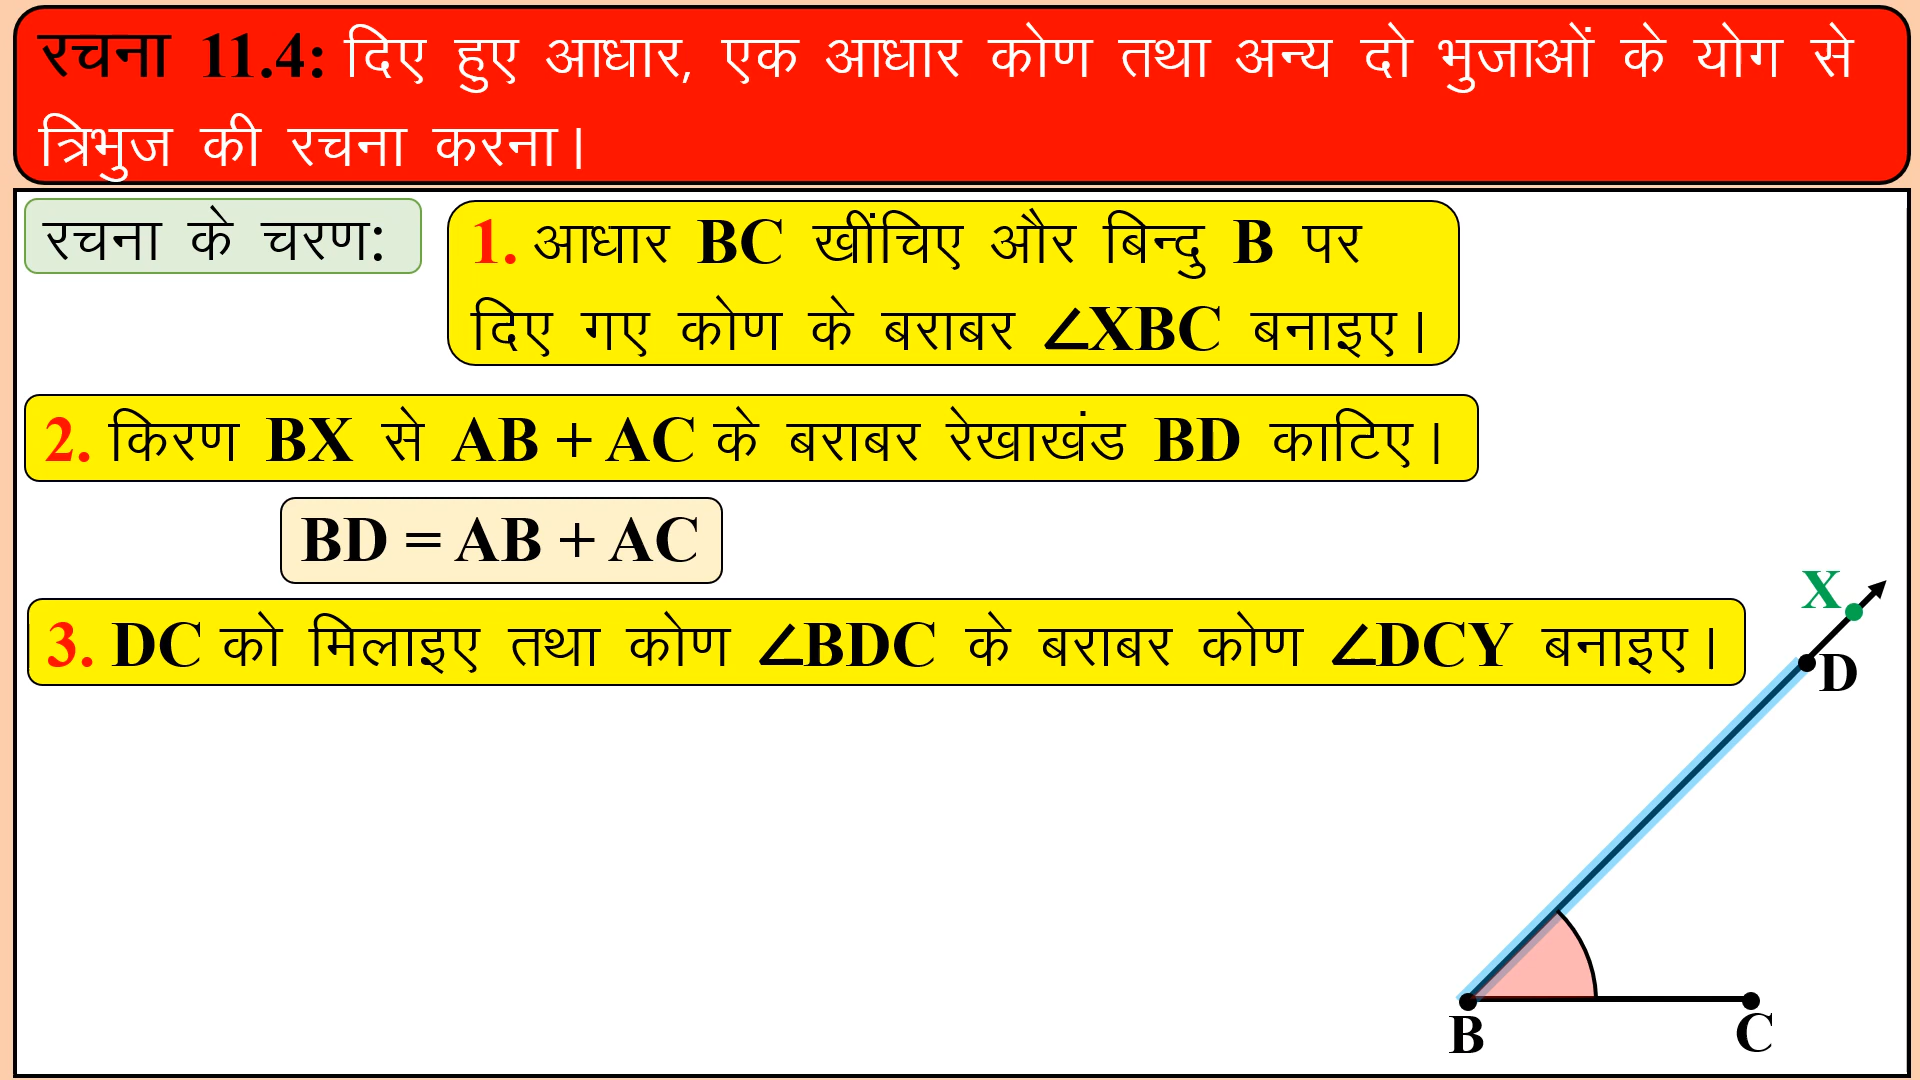 रचना 11.4: दिए हुए आधार, एक आधार कोण तथा अन्य दो भुजाओं के योग से
त्रिभुज की रचना करना।
रचना के चरण:
1. आधार BC खींचिए और बिन्दु B पर
दिए गए कोण के बराबर ∠XBC बनाइए।
2. किरण BX से AB + AC के बराबर रेखाखंड BD काटिए।
BD = AB + AC
3. DC को मिलाइए तथा कोण ∠BDC के बराबर कोण ∠DCY बनाइए।
X
D
B
C